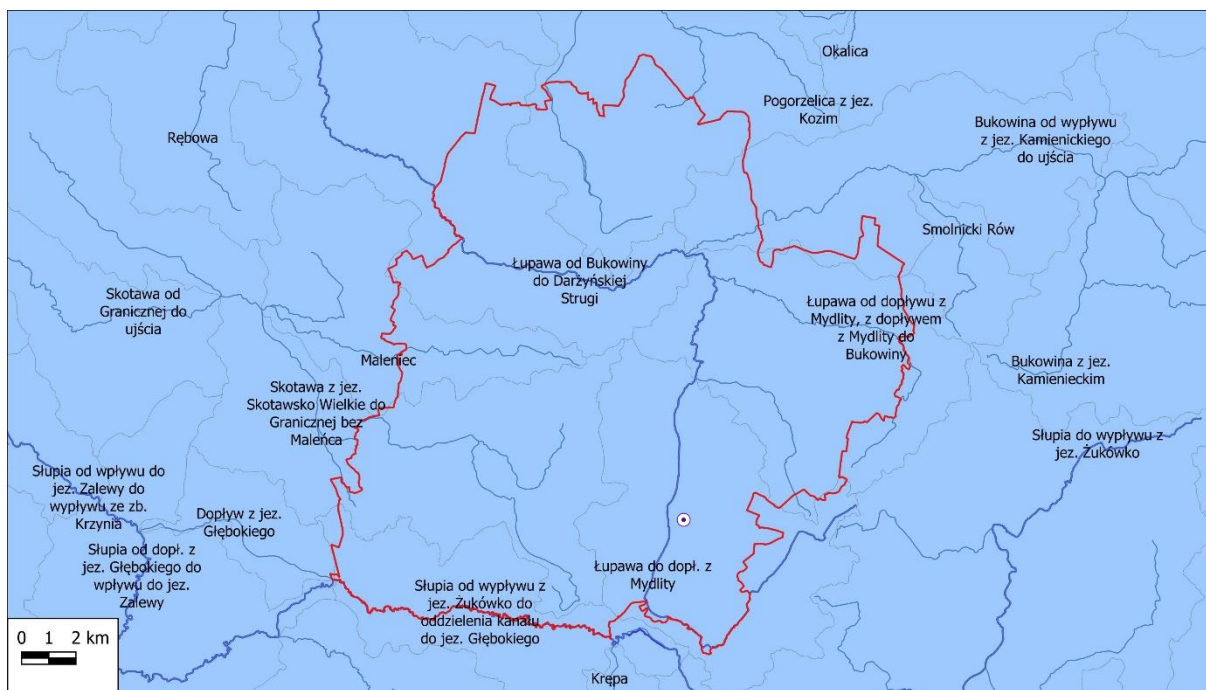 Okalica
Pogorzelica z jez.
Kozim
Rębowa
Bukowina od wypływu
z jez. Kamienickiego
do ujścia
Smolnicki Rów
Łupawa od Bukowiny
do Darżyńskiej
Strugi
Skotawa od
Granicznej do
ujścia
Łupawa od dopływu z
Mydlity, z dopływem
z Mydlity do
Bukowiny
Maleniec
Bukowina z jez.
Kamienieckim
Skotawa z jez.
Skotawsko Wielkie do
Granicznej bez
Maleńca
Słupia do wypływu z
jez. Żukówko
Słupia od wpływu do
jez. Zalewy do
wypływu ze zb.
Krzynia
Dopływ z jez.
Głębokiego
Słupia od dopł. z
jez. Głębokiego do
wpływu do jez.
Zalewy
Łupawa do dopł. z
Mydlity
Słupia od wypływu z
jez. Żukówko do
oddzielenia kanału
do jez. Głębokiego
Krępa
0 1 2 km